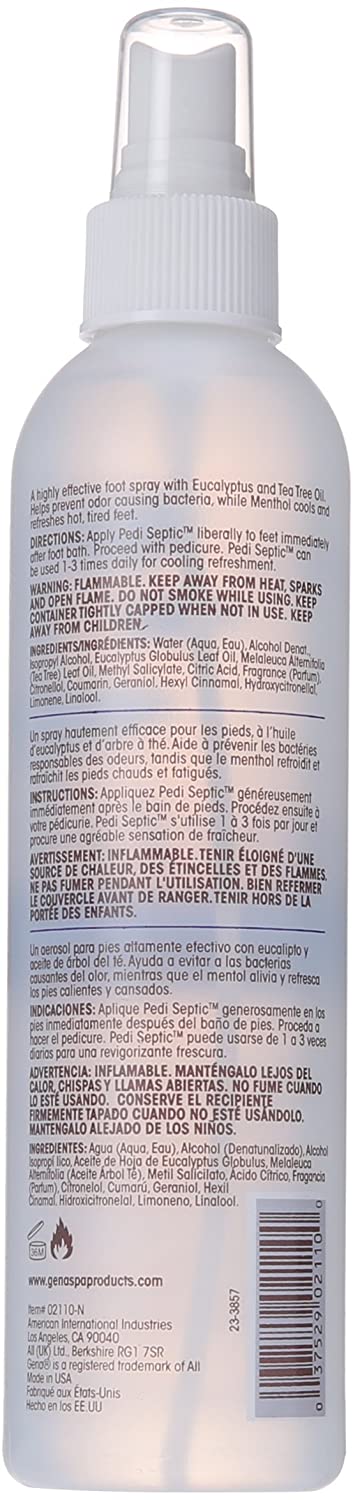 A highly effective foot spray with Eucalyptus and Tea Tree Oil.
Helps prevent odor causing bacteria, while Menthol cools and
refreshes hot, tired feet.
DIRECTIONS: Apply Pedi Septic™ liberally to feet immediately
after foot bath. Proceed with pedicure. Pedi Septic™ can
be used 1-3 times daily for cooling refreshment.
WARNING: FLAMMABLE. KEEP AWAY FROM HEAT, SPARKS
AND OPEN FLAME. DO NOT SMOKE WHILE USING. KEEP
CONTAINER TIGHTLY CAPPED WHEN NOT IN USE. KEEP
AWAY FROM CHILDREN.
INGREDIENTS/INGRÉDIENTS: Water (Aqua, Eau), Alcohol Denat.,
Isopropyl Alcohol, Eucalyptus Globulus Leaf Oil, Melaleuca Alternifolia
(Tea Tree) Leaf Oil, Methyl Salicylate, Citric Acid, Fragrance (Parfum),
Citronellol, Coumarin, Geraniol, Hexyl Cinnamal, Hydroxycitronellal,
Limonene, Linalool.
Un spray hautement efficace pour les pieds, à l'huile
d'eucalyptus et d'arbre à thé. Aide à prévenir les bactéries
responsables des odeurs, tandis que le menthol refroidit et
rafraîchit les pieds chauds et fatigués.
INSTRUCTIONS: Appliquez Pedi Septic™ généreusement
immédiatement après le bain de pieds. Procédez ensuite à
votre pédicurie. Pedi Septic™ s'utilise 1 à 3 fois par jour et
procure une agréable sensation de fraîcheur.
AVERTISSEMENT: INFLAMMABLE. TENIR ÉLOIGNÉ D'UNE
SOURCE DE CHALEUR, DES ÉTINCELLES ET DES FLAMMES.
NE PAS FUMER PENDANT L'UTILISATION. BIEN REFERMER
LE COUVERCLE AVANT DE RANGER. TENIR HORS DE LA
PORTÉE DES ENFANTS.
Un aerosol para pies altamente efectivo con eucalipto y
aceite de árbol del té. Ayuda a evitar a las bacterias
causantes del olor, mientras que el mentol alivia y refresca
los pies calientes y cansados.
INDICACIONES: Aplique Pedi Septic™ generosamente en los
pies inmediatamente después del baño de pies. Proceda a
hacer el pedicure. Pedi Septic™ puede usarse de 1 a 3 veces
diarias para una revigorizante frescura.
ADVERTENCIA: INFLAMABLE. MANTÉNGALO LEJOS DEL
CALOR, CHISPAS Y LLAMAS ABIERTAS. NO FUME CUANDO
LO ESTÉ USANDO. CONSERVE EL RECIPIENTE
FIRMEMENTE TAPADO CUANDO NO LO ESTÉ USANDO.
MANTÉNGALO ALEJADO DE LOS NIÑOS.
INGREDIENTES: Agua (Aqua, Eau), Alcohol (Denatunalizado), Alcohol
Isopropl ílico, Aceite de Hoja de Eucalyptus Globulus, Melaleuca
Alternifolia (Aceite Árbol Té), Metil Salicilato, Ácido Cítrico, Fragancia
(Parfum), Citronelol, Cumarú, Geraniol, Hexil
Cinamal, Hidroxicitronelal, Limoneno, Linalool.
36M
www.genaspaproducts.com
Item# 02110-N
American International Industries
Los Angeles, CA 90040
AII (UK) Ltd., Berkshire RG1 7SR
Gena® is a registered trademark of AII
Made in USA
Fabriqué aux États-Unis
Hecho en los EE.UU
23-3857
0 37529 02110 0